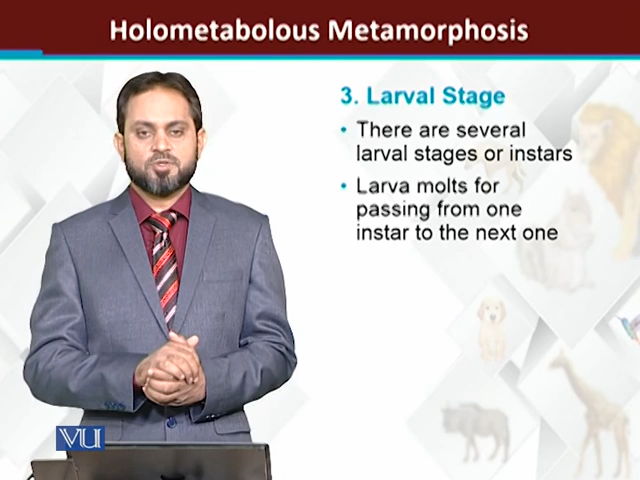 Holometabolous Metamorphosis
3. Larval Stage
• There are several
larval stages or instars
• Larva molts for
passing from one
instar to the next one
VU